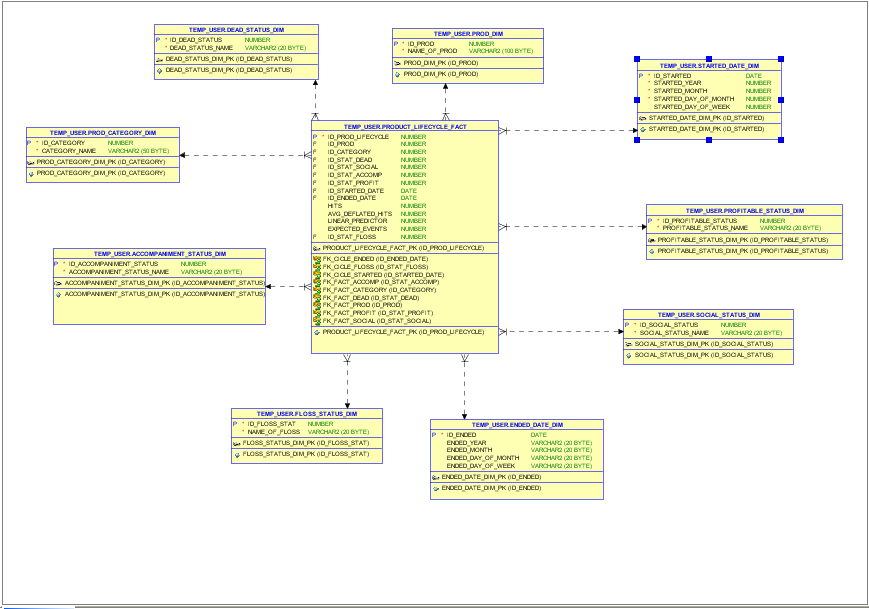 TEMP_USER.DEAD_STATUS_DIM
P * ID_DEAD_STATUS NUMBER
* DEAD_STATUS_NAME VARCHAR2 (20 BYTE)
DEAD_STATUS_DIM_PK (ID_DEAD_STATUS)
DEAD_STATUS_DIM_PK (ID_DEAD_STATUS)
TEMP_USER.PROD_DIM
P * ID_PROD NUMBER
* NAME_OF_PROD VARCHAR2 (100 BYTE)
PROD_DIM_PK (ID_PROD)
PROD_DIM_PK (ID_PROD)
TEMP_USER.STARTED_DATE_DIM
P * ID_STARTED DATE
* STARTED_YEAR NUMBER
* STARTED_MONTH NUMBER
* STARTED_DAY_OF_MONTH NUMBER
* STARTED_DAY_OF_WEEK NUMBER
STARTED_DATE_DIM_PK (ID_STARTED)
STARTED_DATE_DIM_PK (ID_STARTED)
TEMP_USER.PROD_CATEGORY_DIM
P * ID_CATEGORY NUMBER
* CATEGORY_NAME VARCHAR2 (50 BYTE)
PROD_CATEGORY_DIM_PK (ID_CATEGORY)
PROD_CATEGORY_DIM_PK (ID_CATEGORY)
TEMP_USER.PRODUCT_LIFECYCLE_FACT
P * ID_PROD_LIFECYCLE NUMBER
F ID_PROD NUMBER
F ID_CATEGORY NUMBER
F ID_STAT_DEAD NUMBER
F ID_STAT_SOCIAL NUMBER
F ID_STAT_ACCOMP NUMBER
F ID_STAT_PROFIT NUMBER
F ID_STARTED_DATE DATE
F ID_ENDED_DATE DATE
HITS NUMBER
AVG_DEFLATED_HITS NUMBER
LINEAR_PREDICTOR NUMBER
EXPECTED_EVENTS NUMBER
F ID_STAT_FLOSS NUMBER
PRODUCT_LIFECYCLE_FACT_PK (ID_PROD_LIFECYCLE)
FK_CICLE_ENDED (ID_ENDED_DATE)
FK_CICLE_FLOSS (ID_STAT_FLOSS)
FK_CICLE_STARTED (ID_STARTED_DATE)
FK_FACT_ACCOMP (ID_STAT_ACCOMP)
FK_FACT_CATEGORY (ID_CATEGORY)
FK_FACT_DEAD (ID_STAT_DEAD)
FK_FACT_PROD (ID_PROD)
FK_FACT_PROFIT (ID_STAT_PROFIT)
FK_FACT_SOCIAL (ID_STAT_SOCIAL)
PRODUCT_LIFECYCLE_FACT_PK (ID_PROD_LIFECYCLE)
TEMP_USER.PROFITABLE_STATUS_DIM
P * ID_PROFITABLE_STATUS NUMBER
* PROFITABLE_STATUS_NAME VARCHAR2 (20 BYTE)
PROFITABLE_STATUS_DIM_PK (ID_PROFITABLE_STATUS)
PROFITABLE_STATUS_DIM_PK (ID_PROFITABLE_STATUS)
TEMP_USER.ACCOMPANIMENT_STATUS_DIM
P * ID_ACCOMPANIMENT_STATUS NUMBER
* ACCOMPANIMENT_STATUS_NAME VARCHAR2 (20 BYTE)
ACCOMPANIMENT_STATUS_DIM_PK (ID_ACCOMPANIMENT_STATUS)
ACCOMPANIMENT_STATUS_DIM_PK (ID_ACCOMPANIMENT_STATUS)
TEMP_USER.SOCIAL_STATUS_DIM
P * ID_SOCIAL_STATUS NUMBER
* SOCIAL_STATUS_NAME VARCHAR2 (20 BYTE)
SOCIAL_STATUS_DIM_PK (ID_SOCIAL_STATUS)
SOCIAL_STATUS_DIM_PK (ID_SOCIAL_STATUS)
TEMP_USER.FLOSS_STATUS_DIM
P * ID_FLOSS_STAT NUMBER
* NAME_OF_FLOSS VARCHAR2 (20 BYTE)
FLOSS_STATUS_DIM_PK (ID_FLOSS_STAT)
FLOSS_STATUS_DIM_PK (ID_FLOSS_STAT)
TEMP_USER.ENDED_DATE_DIM
P * ID_ENDED DATE
ENDED_YEAR VARCHAR2 (20 BYTE)
ENDED_MONTH VARCHAR2 (20 BYTE)
ENDED_DAY_OF_MONTH VARCHAR2 (20 BYTE)
ENDED_DAY_OF_WEEK VARCHAR2 (20 BYTE)
ENDED_DATE_DIM_PK (ID_ENDED)
ENDED_DATE_DIM_PK (ID_ENDED)